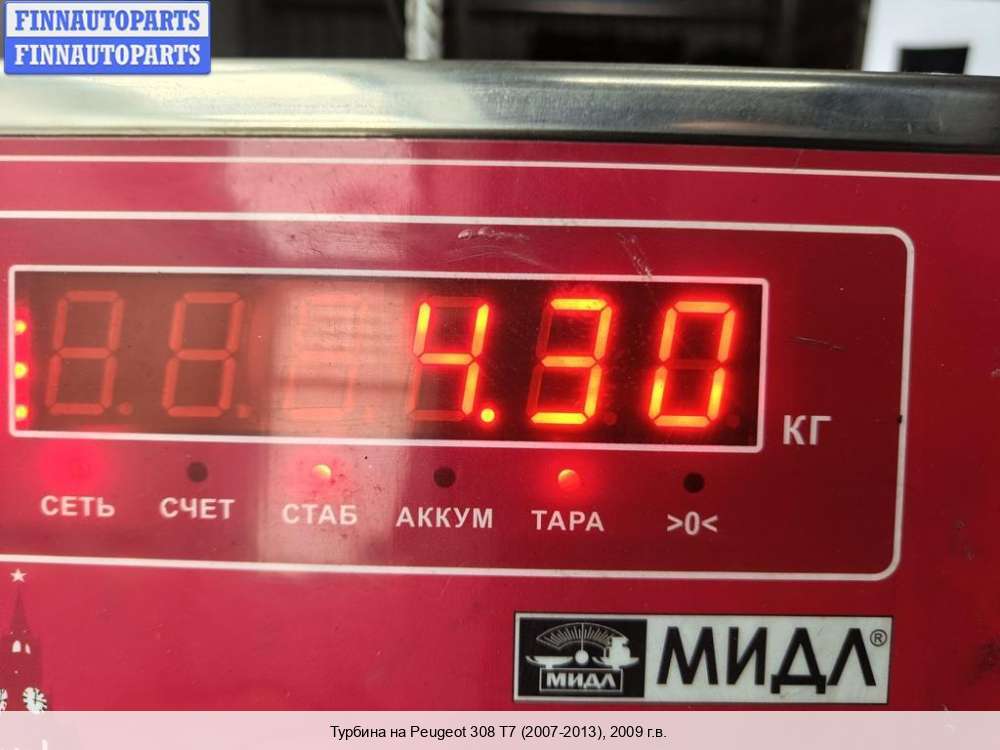 FINNAUTOPARTS
FINNAUTOPARTS
4.30
КГ
СЕТЬ СЧЕТ СТАБ АККУМ ТАРА >0<
МИДЛ МИДЛ®
Турбина на Peugeot 308 T7 (2007-2013), 2009 г.в.